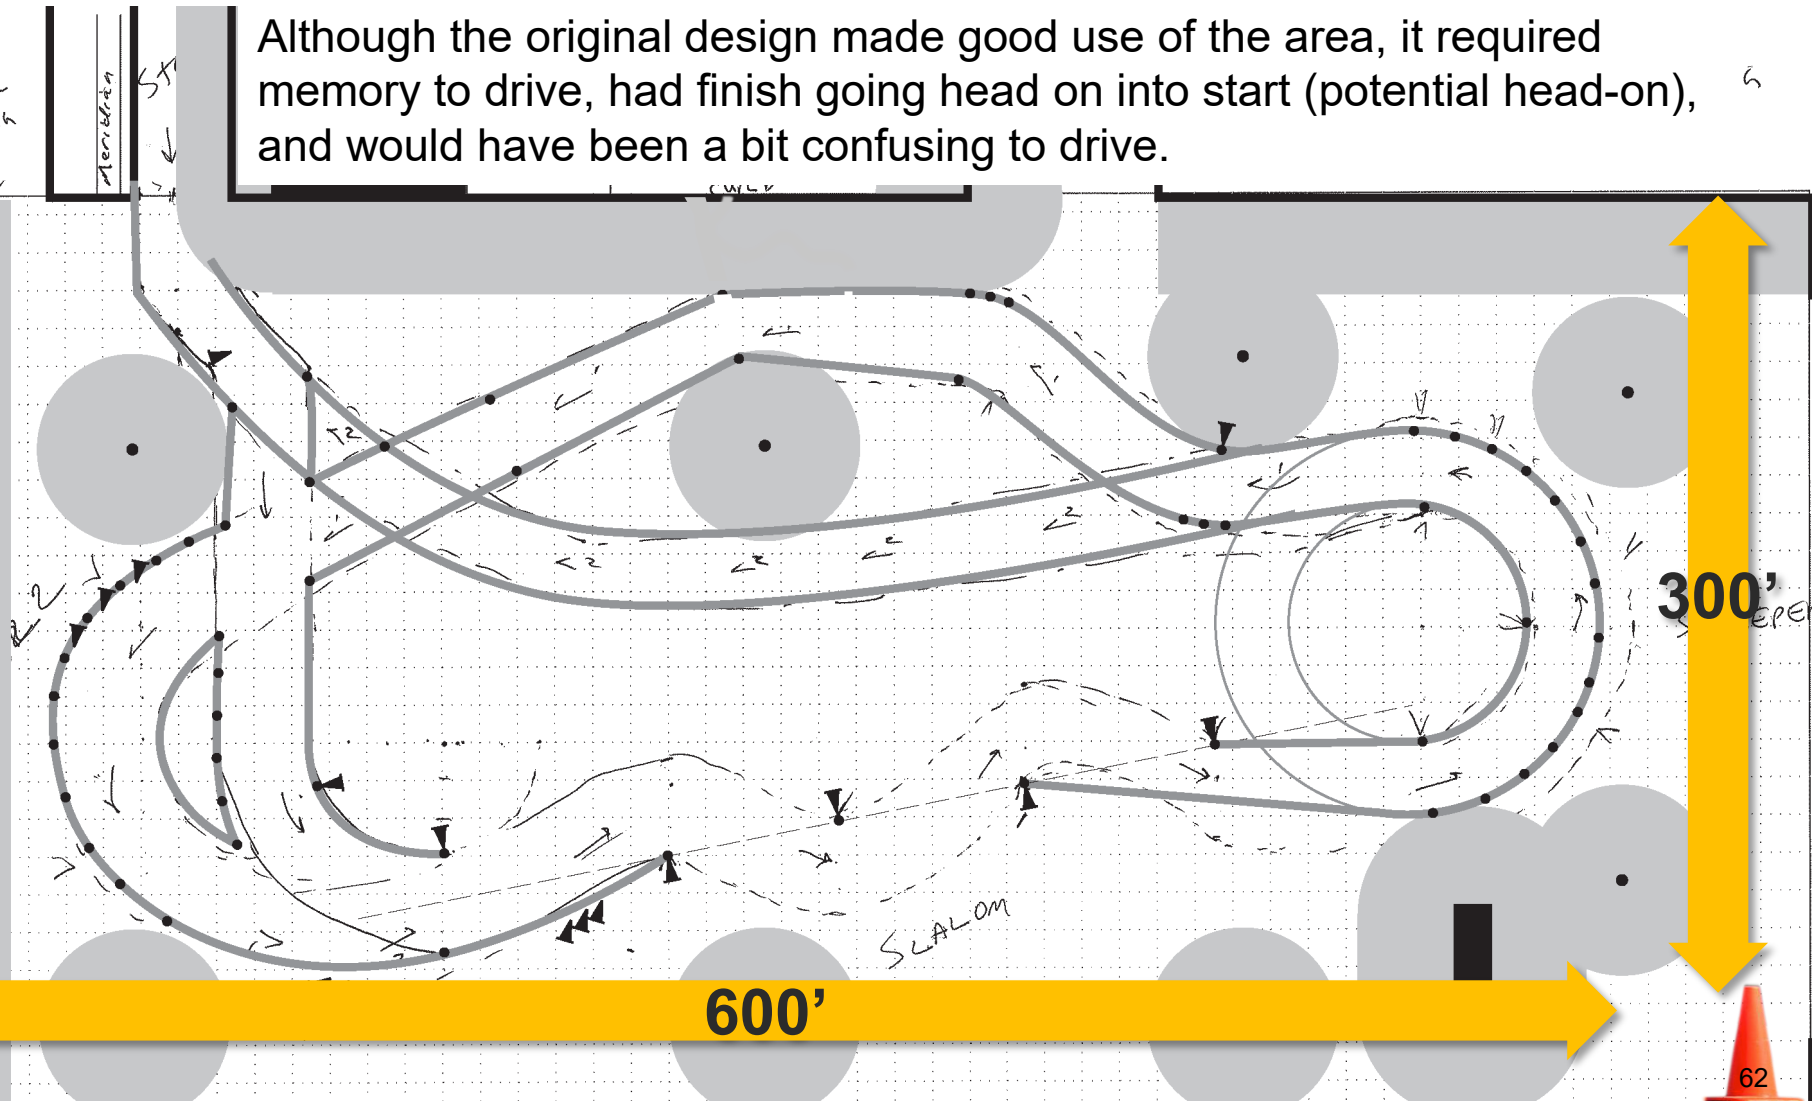 Although the original design made good use of the area, it required
memory to drive, had finish going head on into start (potential head-on),
and would have been a bit confusing to drive.
Meridian
300’
SLALOM
600’
62